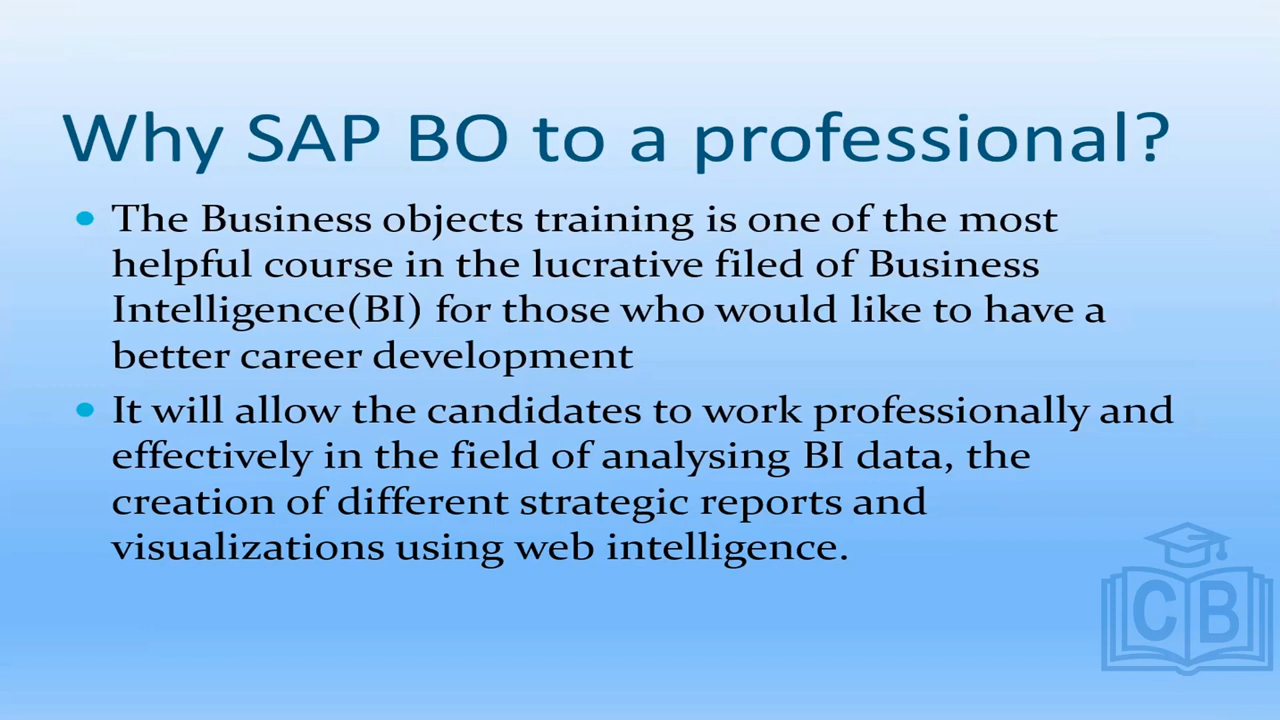 Why SAP BO to a professional?
• The Business objects training is one of the most
helpful course in the lucrative filed of Business
Intelligence(BI) for those who would like to have a
better career development
• It will allow the candidates to work professionally and
effectively in the field of analysing BI data, the
creation of different strategic reports and
visualizations using web intelligence.
CB